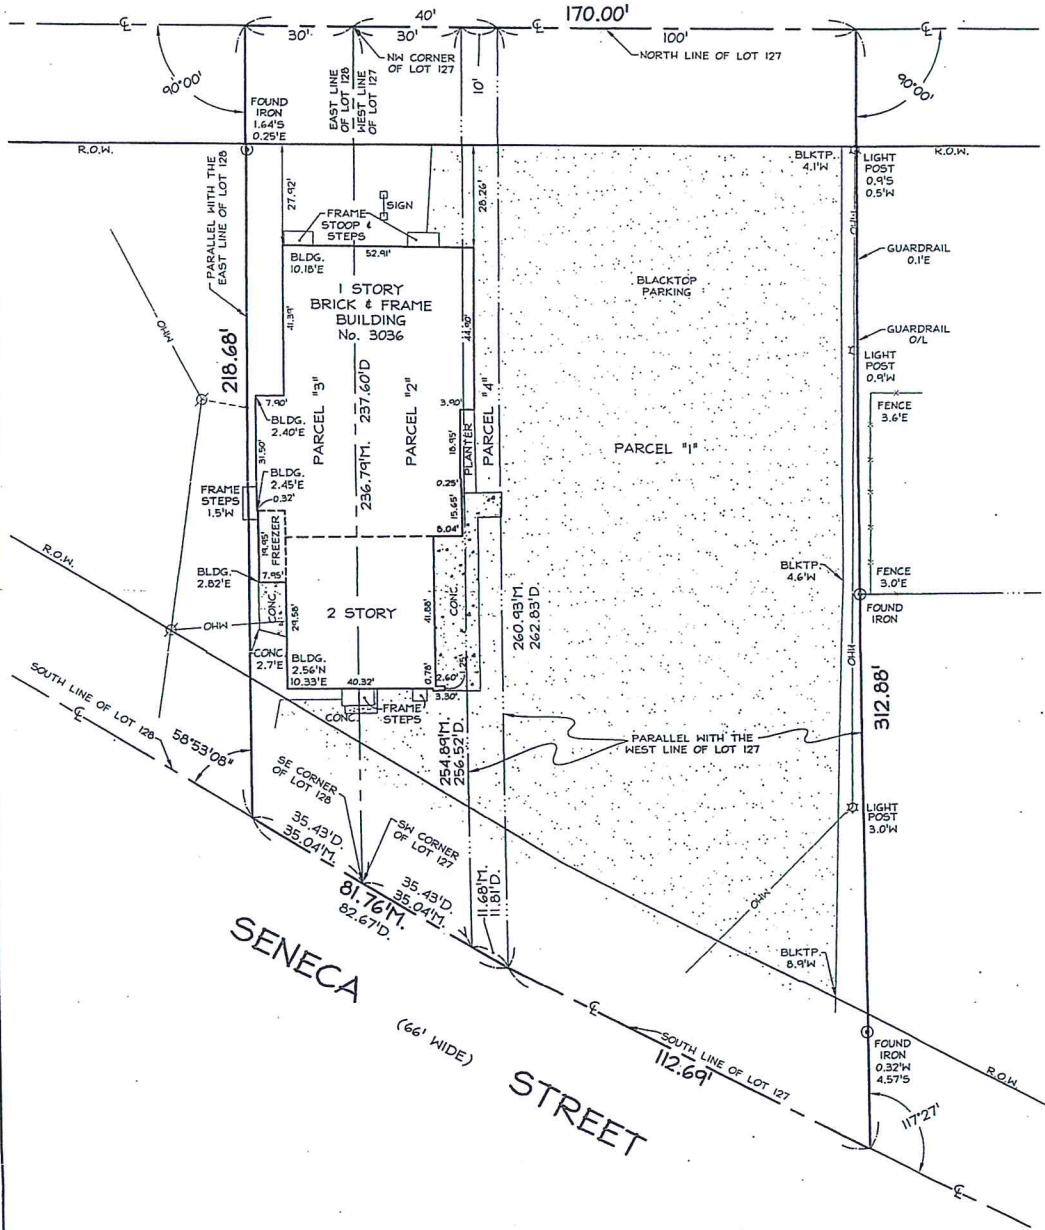 ℄
40'
170.00'
℄
℄
30'
30'
100'
NW CORNER
OF LOT 127
NORTH LINE OF LOT 127
90°00'
90°00'
EAST LINE
OF LOT 128
WEST LINE
OF LOT 127
10'
FOUND
IRON
1.64'S
0.25'E
R.O.W.
R.O.W.
BLKTP.
4.1'W
LIGHT
POST
0.9'S
0.5'W
PARALLEL WITH THE
EAST LINE OF LOT 128
27.92'
SIGN
28.26'
OHW
FRAME
STOOP &
STEPS
52.91'
GUARDRAIL
0.1'E
BLDG.
10.18'E
BLACKTOP
PARKING
1 STORY
BRICK & FRAME
BUILDING
No. 3036
41.39'
44.90'
OHW
GUARDRAIL
O/L
218.68'
LIGHT
POST
0.9'W
PARCEL "3"
236.79'M. 237.60'D
PARCEL "2"
PARCEL "4"
7.90'
3.90'
FENCE
3.6'E
BLDG.
2.40'E
31.50'
18.95'
PLANTER
PARCEL "1"
BLDG.
2.45'E
0.32'
0.25'
FRAME
STEPS
1.5'W
15.65'
19.95'
FREEZER
8.04'
R.O.W.
BLDG.
2.82'E
7.95'
BLKTP.
4.6'W
FENCE
3.0'E
FOUND
IRON
CONC.
29.58'
2 STORY
41.88'
CONC.
260.93'M.
262.83'D.
OHW
CONC.
2.7'E
BLDG.
2.56'N
10.33'E
40.32'
0.78'
2.60'
1.25'
3.30'
OHW
SOUTH LINE OF LOT 128
℄
FRAME
STEPS
CONC.
312.88'
58°53'08"
254.89'M.
256.52'D.
PARALLEL WITH THE
WEST LINE OF LOT 127
SE CORNER
OF LOT 128
LIGHT
POST
3.0'W
35.43'D.
35.04'M.
SW CORNER
OF LOT 127
35.43'D.
35.04'M.
11.68'M.
11.81'D.
81.76'M.
82.67'D.
OHW
SENECA
BLKTP.
8.9'W
℄
(66' WIDE)
SOUTH LINE OF LOT 127
112.69'
FOUND
IRON
0.32'W
4.57'S
R.O.W.
STREET
117°27'
℄